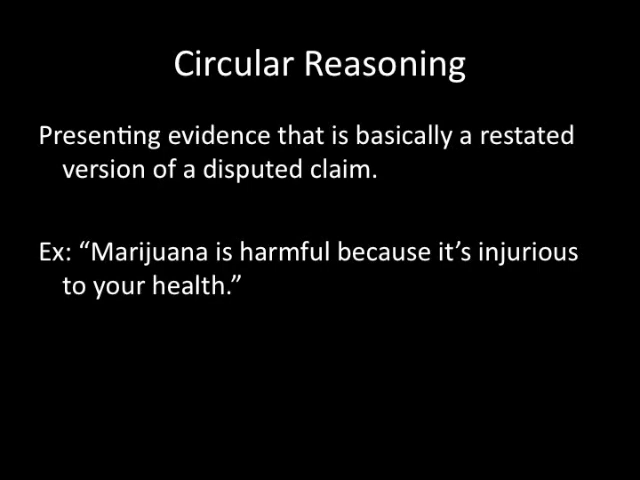 Circular Reasoning
Presenting evidence that is basically a restated
version of a disputed claim.
Ex: “Marijuana is harmful because it’s injurious
to your health.”